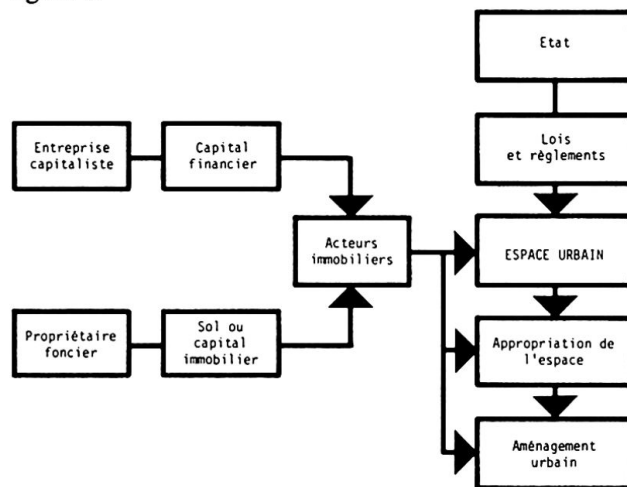 Etat
Lois
et règlements
Entreprise
capitaliste
Capital
financier
Acteurs
immobiliers
ESPACE URBAIN
Propriétaire
foncier
Sol ou
capital
immobilier
Appropriation de
l'espace
Aménagement
urbain